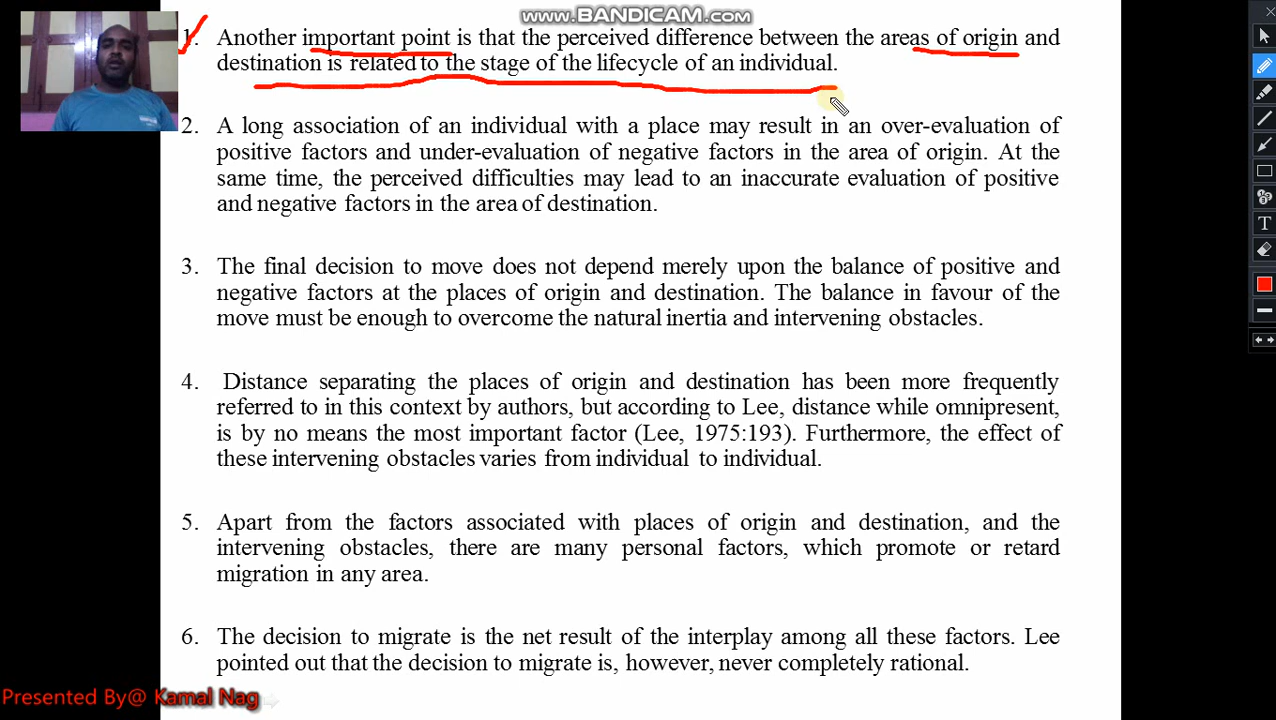 www.BANDICAM.com
1. Another important point is that the perceived difference between the areas of origin and
destination is related to the stage of the lifecycle of an individual.
2. A long association of an individual with a place may result in an over-evaluation of
positive factors and under-evaluation of negative factors in the area of origin. At the
same time, the perceived difficulties may lead to an inaccurate evaluation of positive
and negative factors in the area of destination.
3. The final decision to move does not depend merely upon the balance of positive and
negative factors at the places of origin and destination. The balance in favour of the
move must be enough to overcome the natural inertia and intervening obstacles.
4. Distance separating the places of origin and destination has been more frequently
referred to in this context by authors, but according to Lee, distance while omnipresent,
is by no means the most important factor (Lee, 1975:193). Furthermore, the effect of
these intervening obstacles varies from individual to individual.
5. Apart from the factors associated with places of origin and destination, and the
intervening obstacles, there are many personal factors, which promote or retard
migration in any area.
6. The decision to migrate is the net result of the interplay among all these factors. Lee
pointed out that the decision to migrate is, however, never completely rational.
Presented By@ Kamal Nag